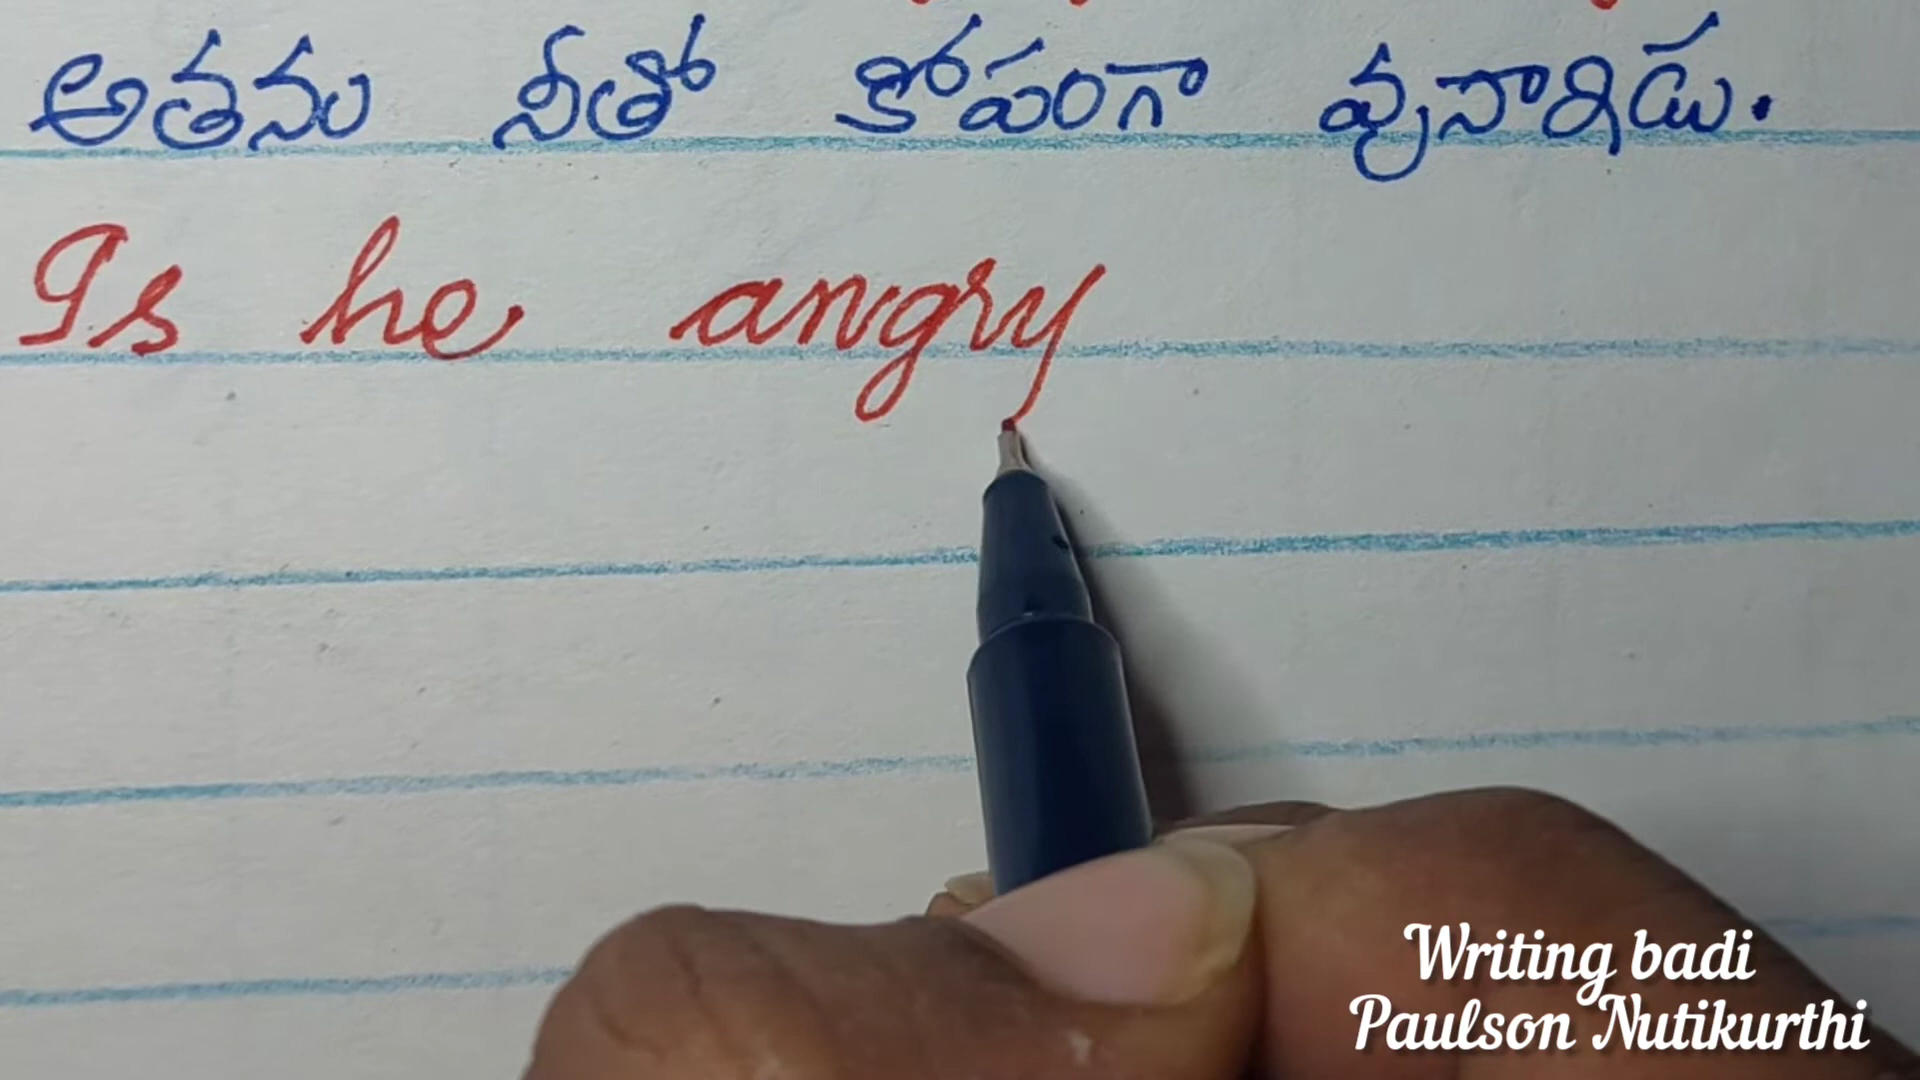 అతను నీతో కోపంగా వున్నాడు.
Is he angry
Writing badi
Paulson Nutikurthi